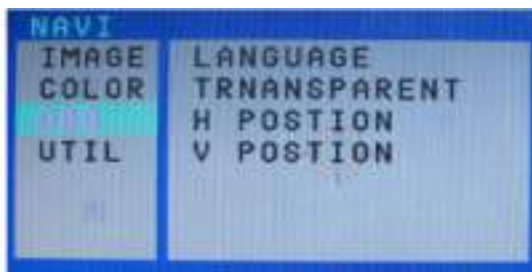 NAVI
IMAGE
COLOR
UTIL
LANGUAGE
TRNANSPARENT
H POSTION
V POSTION